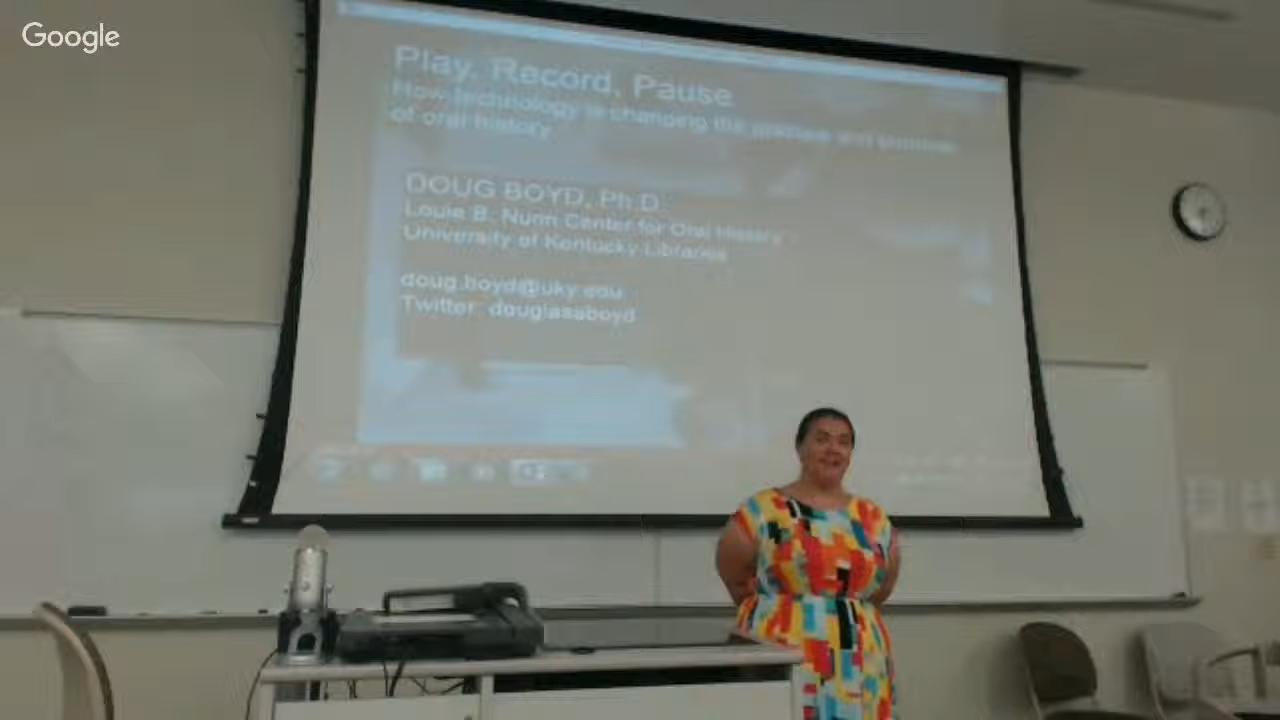 Google
Play, Record, Pause
How technology is changing the practice and promise
of oral history
DOUG BOYD, Ph.D.
Louie B. Nunn Center for Oral History
University of Kentucky Libraries
doug.boyd@uky.edu
Twitter: douglasaboyd